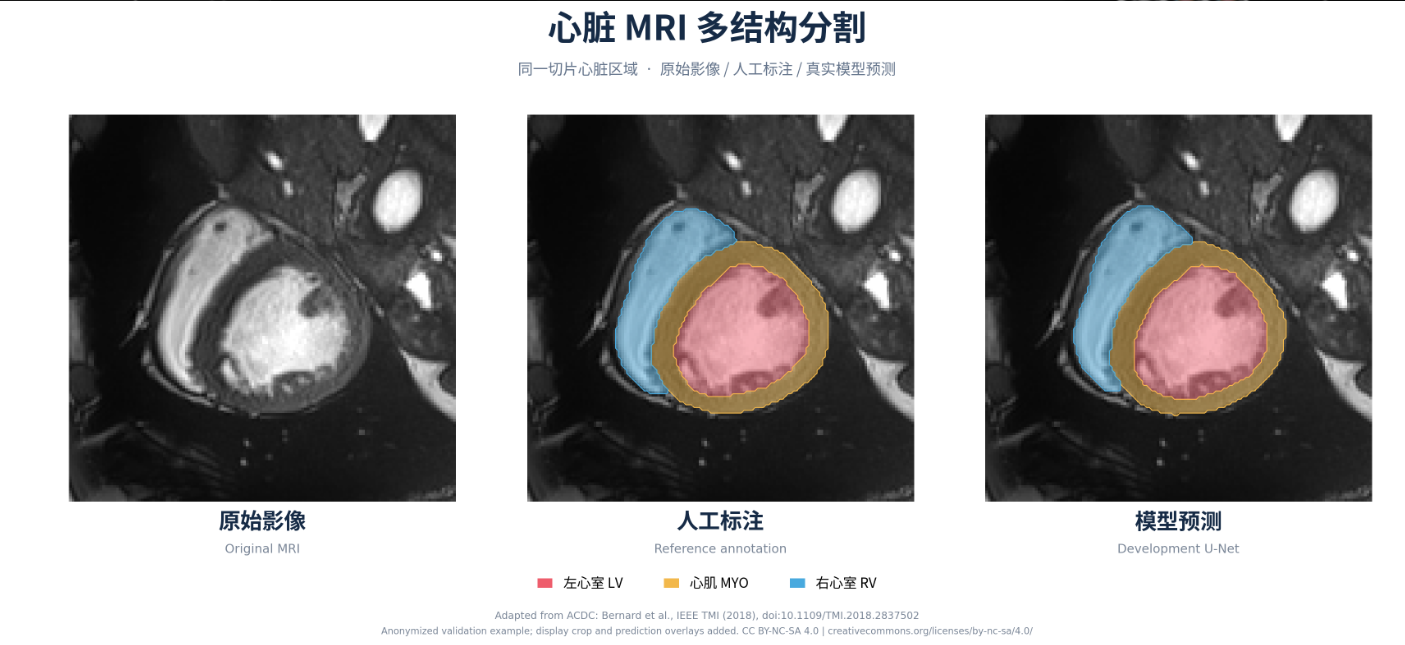 心脏 MRI 多结构分割
同一切片心脏区域 · 原始影像 / 人工标注 / 真实模型预测
原始影像
人工标注
模型预测
Original MRI
Reference annotation
Development U-Net
左心室 LV
心肌 MYO
右心室 RV
Adapted from ACDC: Bernard et al., IEEE TMI (2018), doi:10.1109/TMI.2018.2837502
Anonymized validation example; display crop and prediction overlays added. CC BY-NC-SA 4.0 | creativecommons.org/licenses/by-nc-sa/4.0/